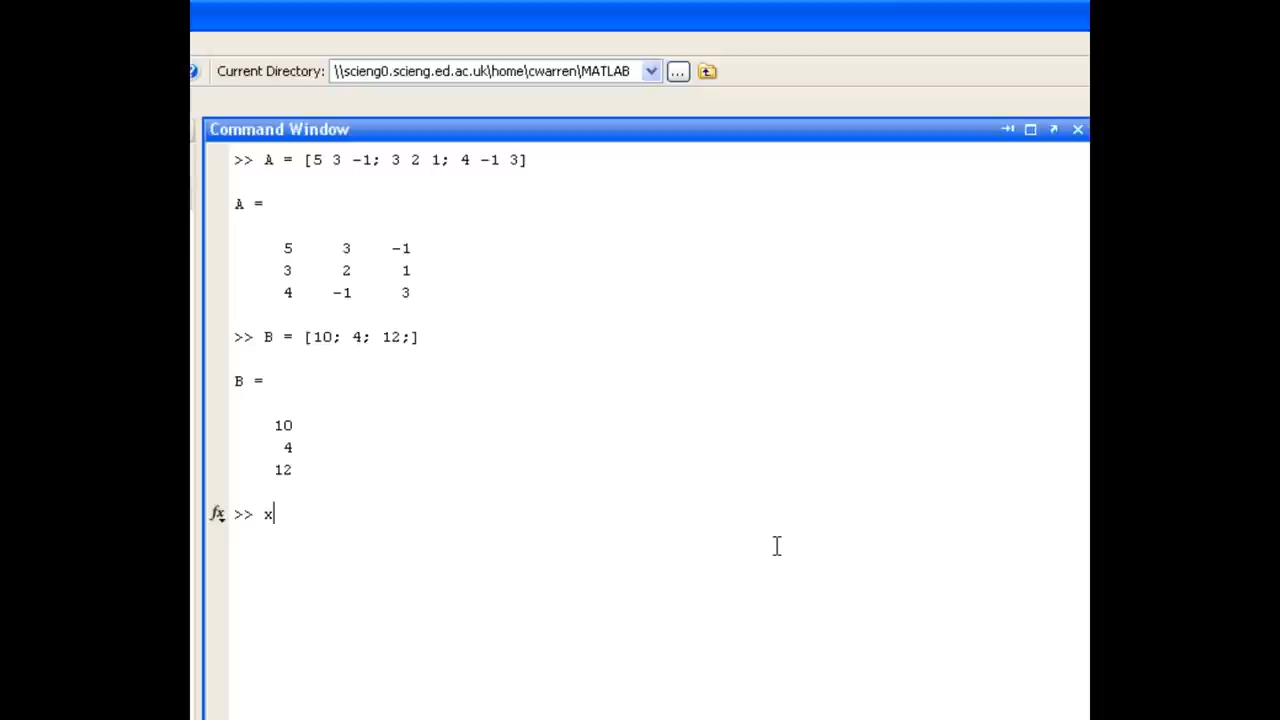 Current Directory: \\scieng0.scieng.ed.ac.uk\home\cwarren\MATLAB ...
Command Window
>> A = [5 3 -1; 3 2 1; 4 -1 3]
A =
5 3 -1
3 2 1
4 -1 3
>> B = [10; 4; 12;]
B =
10
4
12
fx >> x